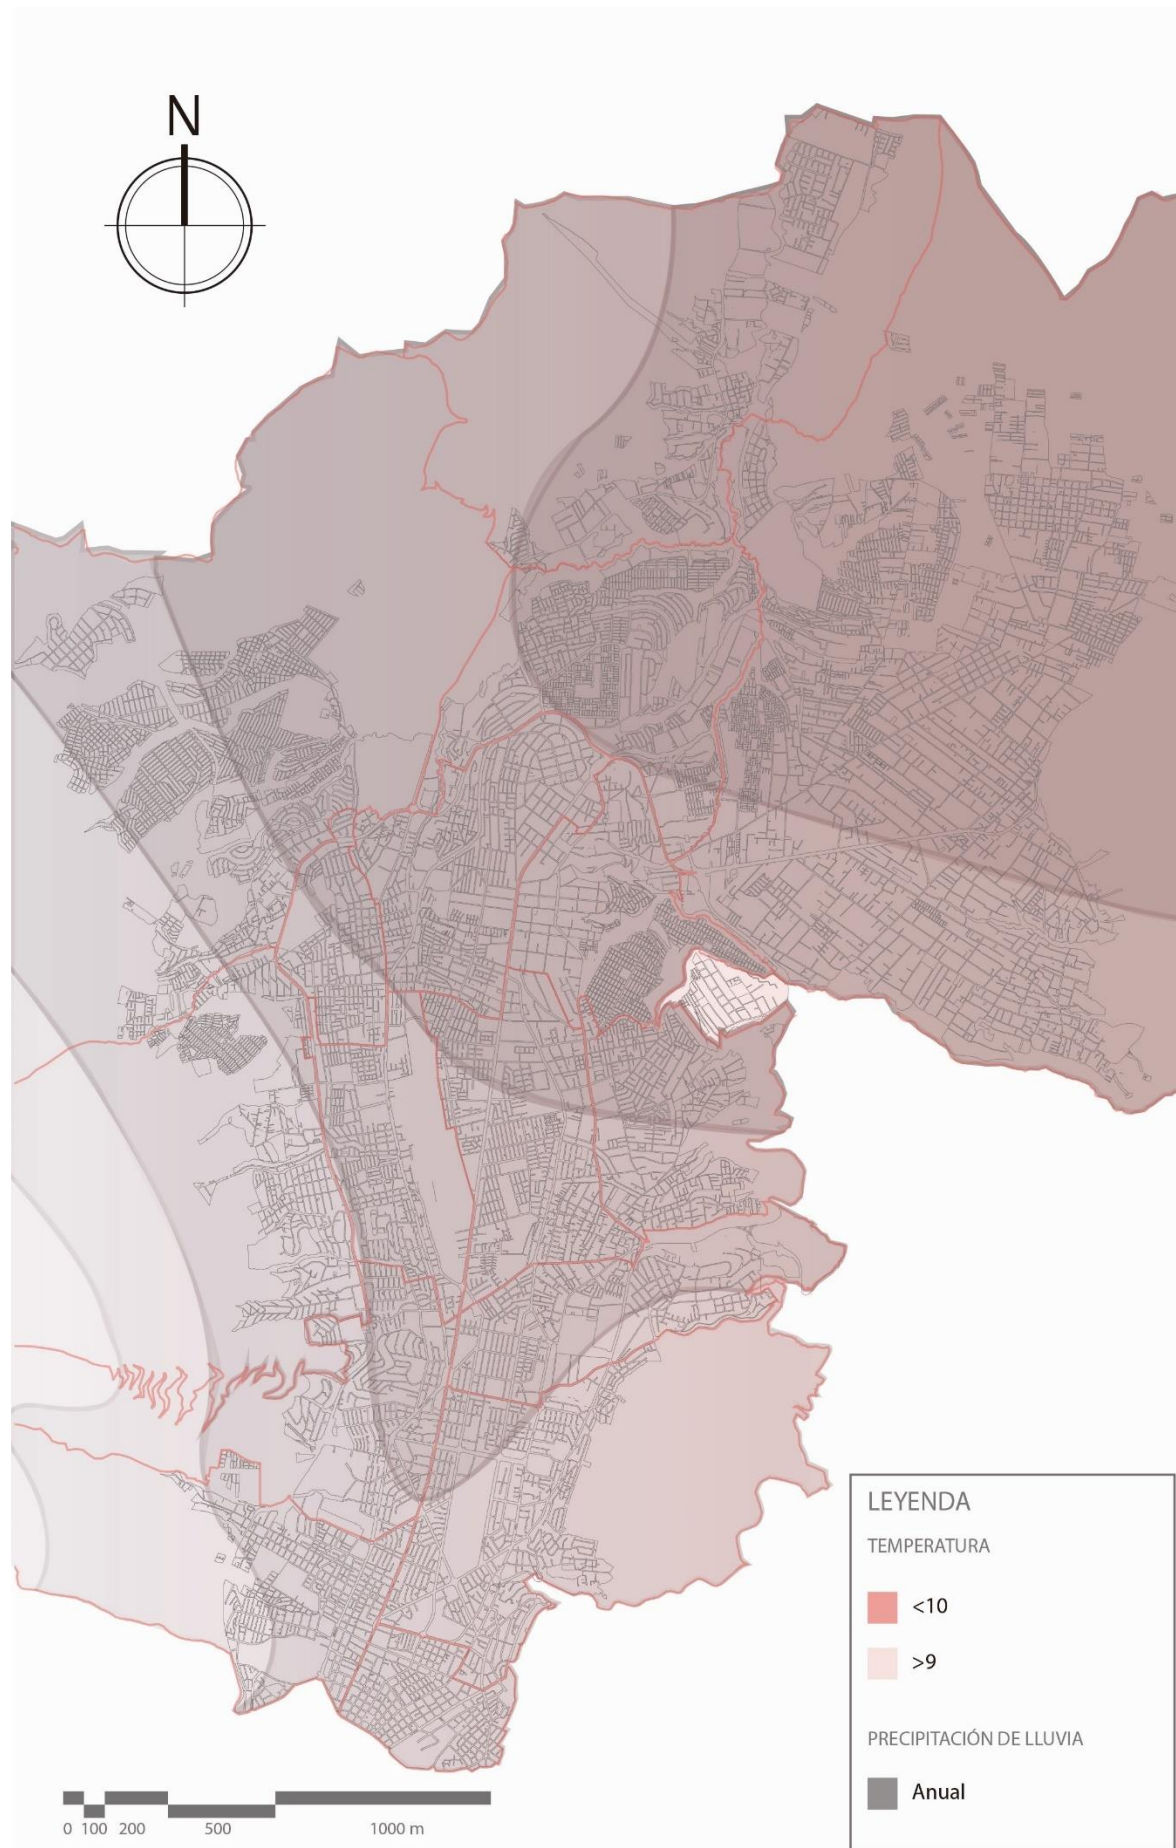 N
LEYENDA
TEMPERATURA
<10
>9
PRECIPITACIÓN DE LLUVIA
Anual
0 100 200 500 1000 m